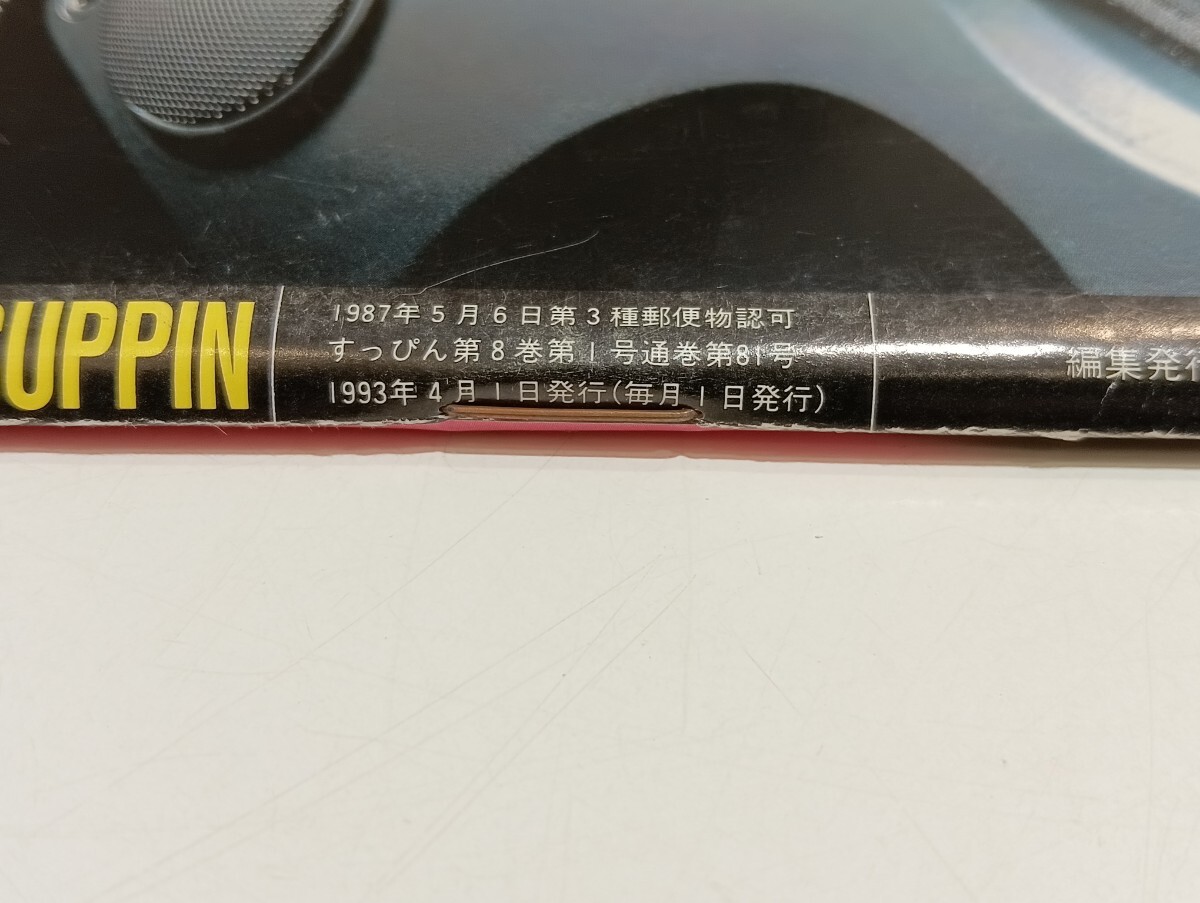 SUPPIN
1987年5月6日第3種郵便物認可
すっぴん第8巻第1号通巻第81号
1993年4月1日発行(毎月1日発行)
編集発行